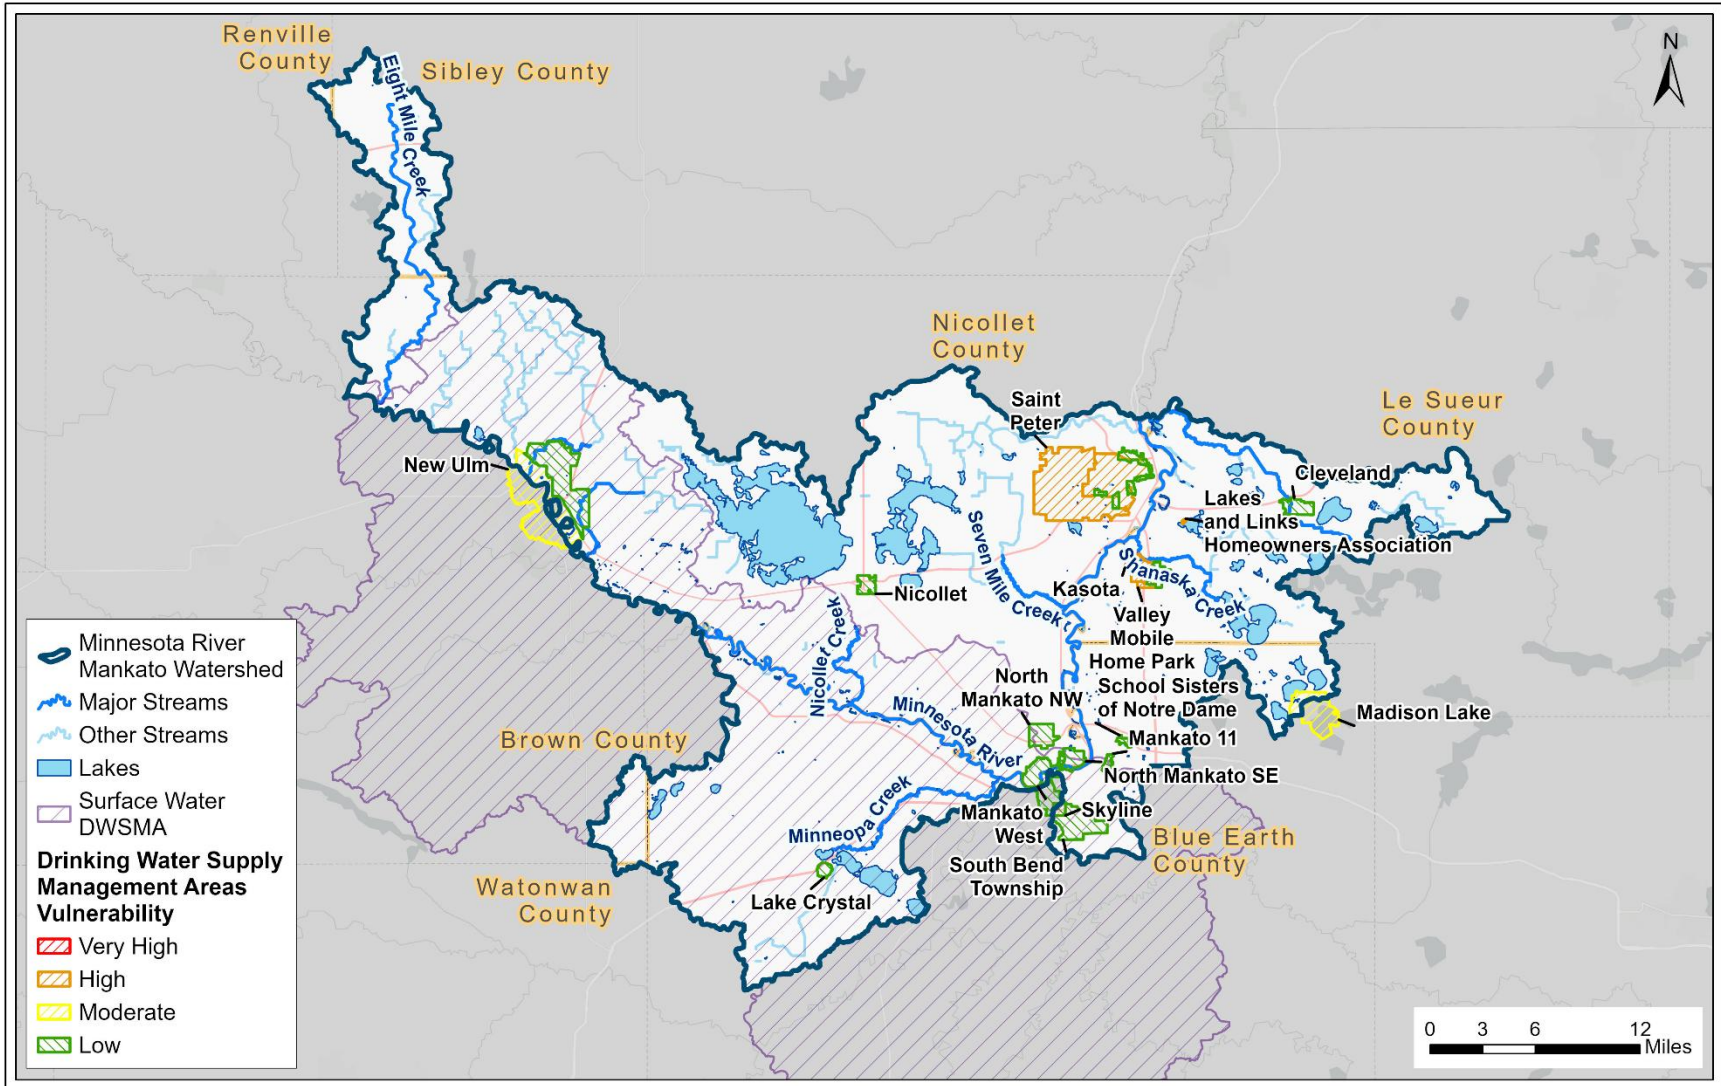 Renville
County
Sibley County
Eight Mile Creek
N
Nicollet
County
Saint
Peter
Le Sueur
County
New Ulm
Cleveland
Lakes
and Links
Homeowners Association
Seven Mile Creek
Shanaska Creek
Kasota
Nicollet
Valley
Mobile
Home Park
Nicollet Creek
North
Mankato NW
School Sisters
of Notre Dame
Madison Lake
Minnesota River
Mankato 11
Brown County
North Mankato SE
Minneopa Creek
Mankato
West
Skyline
Blue Earth
County
South Bend
Township
Watonwan
County
Lake Crystal
Minnesota River
Mankato Watershed
Major Streams
Other Streams
Lakes
Surface Water
DWSMA
Drinking Water Supply
Management Areas
Vulnerability
Very High
High
Moderate
Low
0 3 6 12
Miles